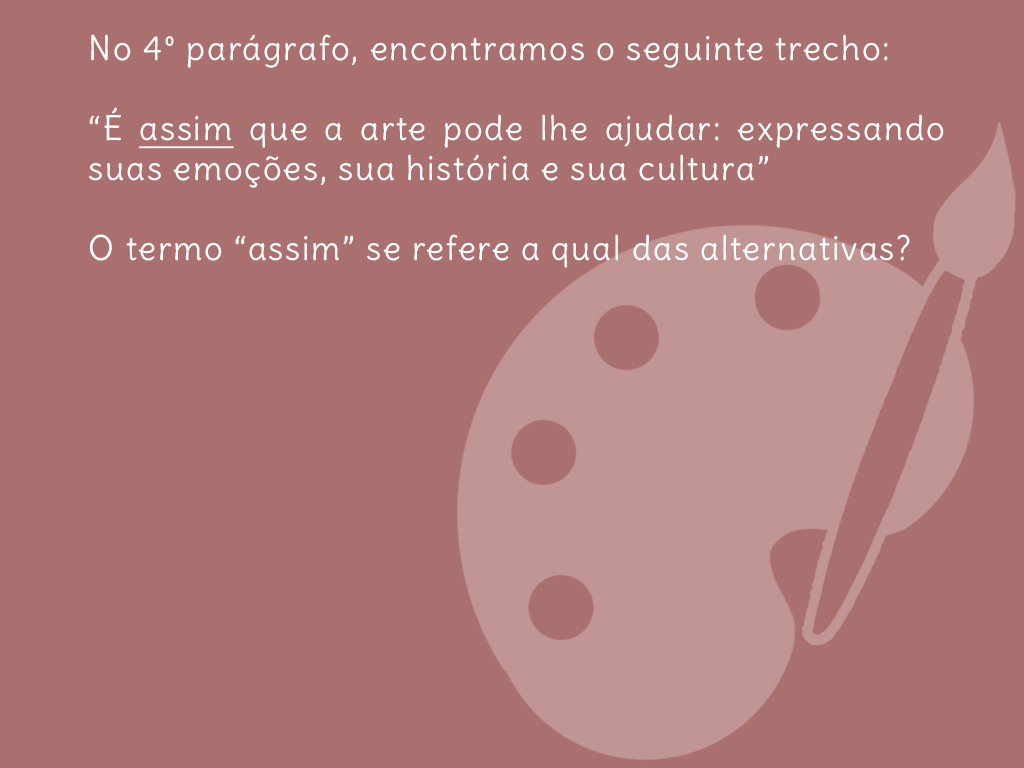 No 4º parágrafo, encontramos o seguinte trecho:
“É assim que a arte pode lhe ajudar: expressando
suas emoções, sua história e sua cultura”
O termo “assim” se refere a qual das alternativas?